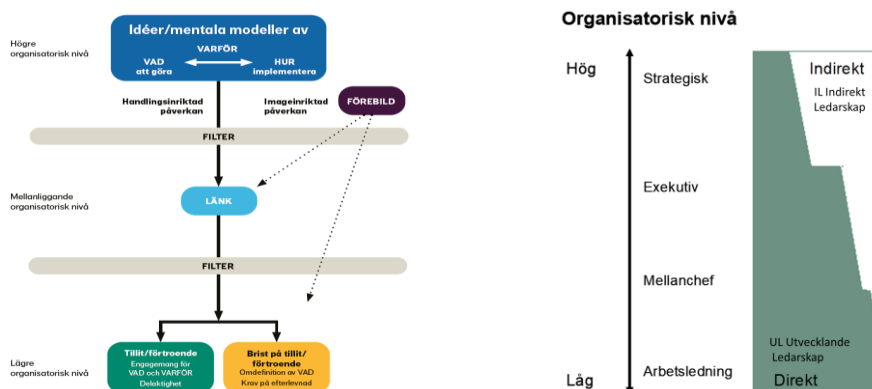 Idéer/mentala modeller av
VARFÖR
VAD
att göra
HUR
implementera
Högre
organisatorisk nivå
Handlingsinriktad
påverkan
Imageinriktad
påverkan
FÖREBILD
FILTER
Mellanliggande
organisatorisk nivå
LÄNK
FILTER
Lägre
organisatorisk nivå
Tillit/förtroende
Engagemang för
VAD och VARFÖR
Delaktighet
Brist på tillit/
förtroende
Omdefinition av VAD
Krav på efterlevnad
Organisatorisk nivå
Hög
Strategisk
Indirekt
IL Indirekt
Ledarskap
Exekutiv
Mellanchef
UL Utvecklande
Ledarskap
Låg
Arbetsledning
Direkt